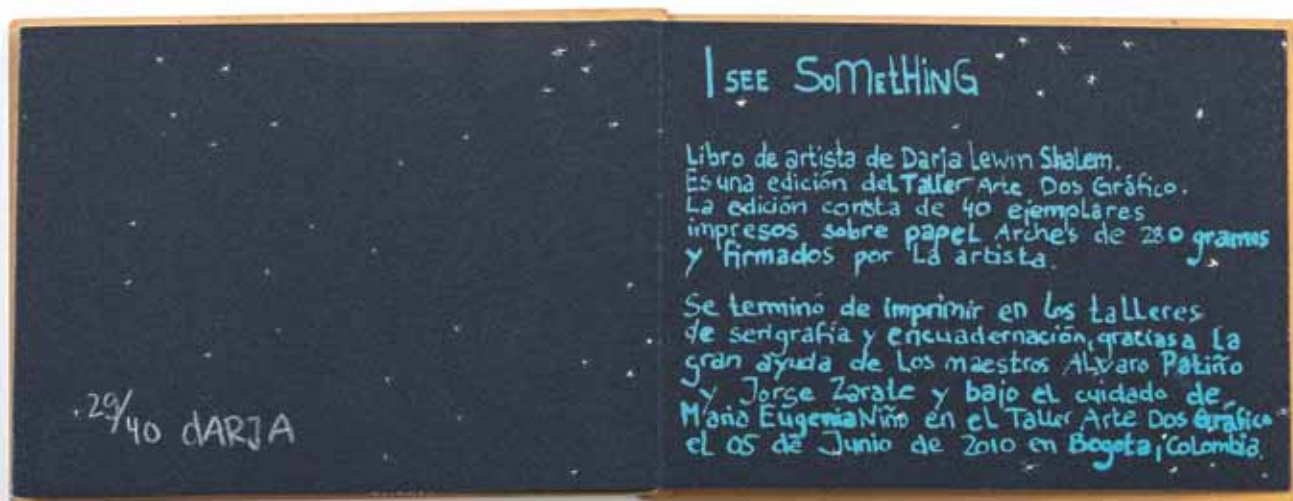 29/40 dARJA
I SEE SoMetHiNG
Libro de artista de Darja Lewin Shalem.
Es una edición del Taller Arte Dos Gráfico.
La edición consta de 40 ejemplares
impresos sobre papel Arches de 280 gramos
y firmados por la artista.
Se terminó de imprimir en los talleres
de serigrafía y encuadernación, gracias a la
gran ayuda de los maestros Alvaro Patiño
y Jorge Zarate y bajo el cuidado de
Maria Eugenia Niño en el Taller Arte Dos Gráfico
el 05 de Junio de 2010 en Bogota, Colombia.